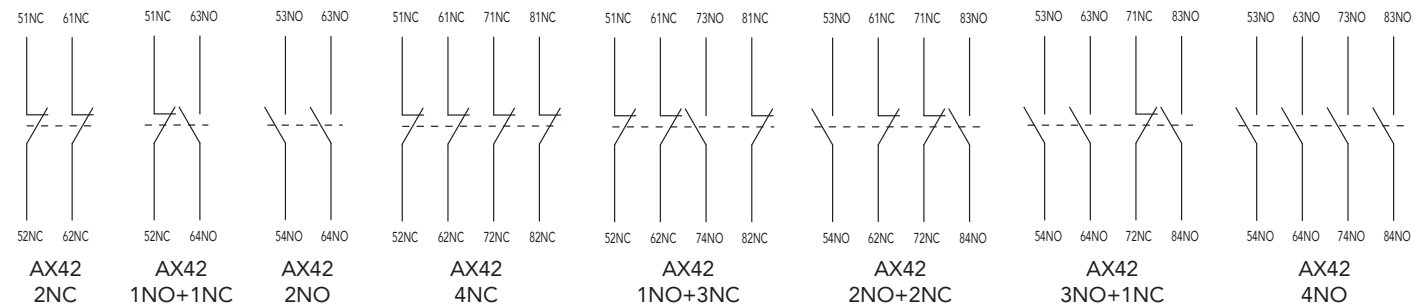 51NC 61NC 51NC 63NO 53NO 63NO 51NC 61NC 71NC 81NC 51NC 61NC 73NO 81NC 53NO 61NC 71NC 83NO 53NO 63NO 71NC 83NO 53NO 63NO 73NO 83NO
52NC 62NC 52NC 64NO 54NO 64NO 52NC 62NC 72NC 82NC 52NC 62NC 74NO 82NC 54NO 62NC 72NC 84NO 54NO 64NO 72NC 84NO 54NO 64NO 74NO 84NO
AX42 AX42 AX42 AX42 AX42 AX42 AX42 AX42
2NC 1NO+1NC 2NO 4NC 1NO+3NC 2NO+2NC 3NO+1NC 4NO